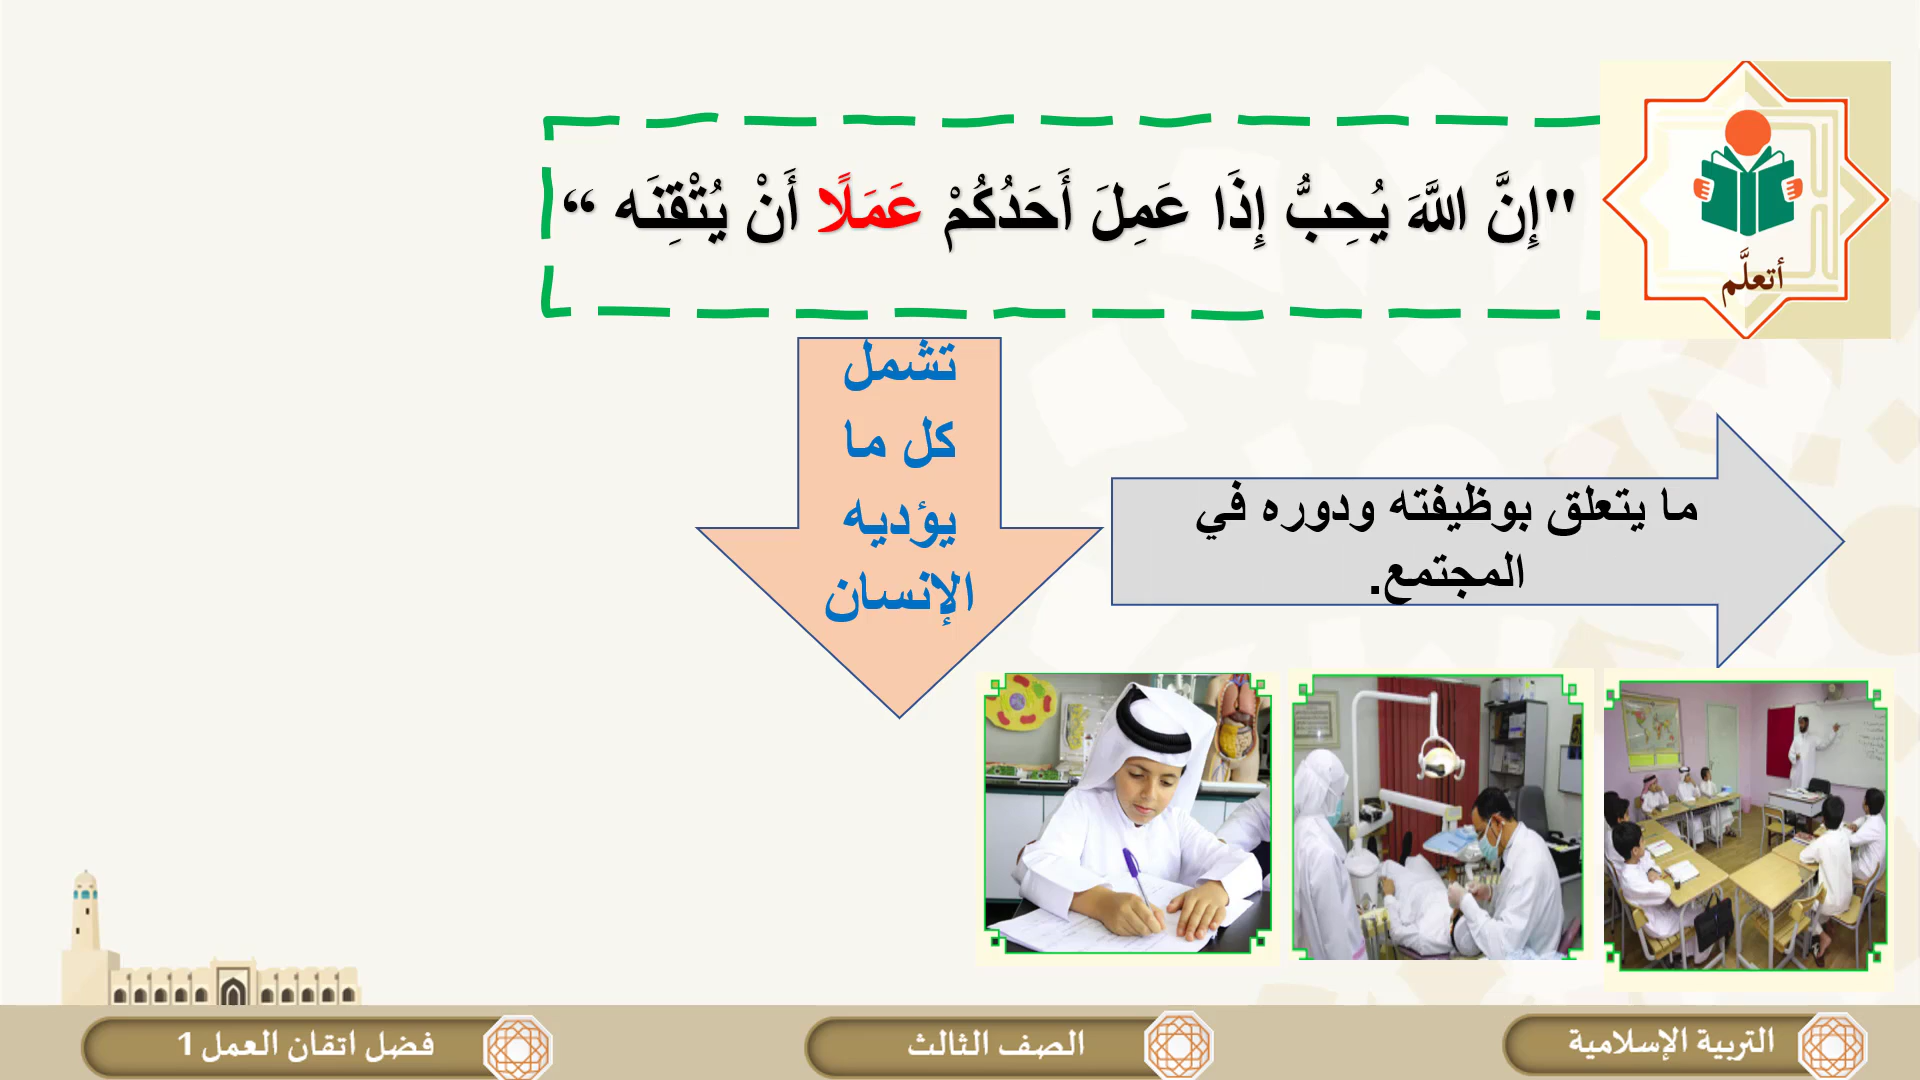 "إِنَّ اللَّهَ يُحِبُّ إِذَا عَمِلَ أَحَدُكُمْ عَمَلًا أَنْ يُتْقِنَه “
أتعلَّم
تشمل
كل ما
يؤديه
الإنسان
ما يتعلق بوظيفته ودوره في
المجتمع.
التربية الإسلامية
الصف الثالث
فضل اتقان العمل 1